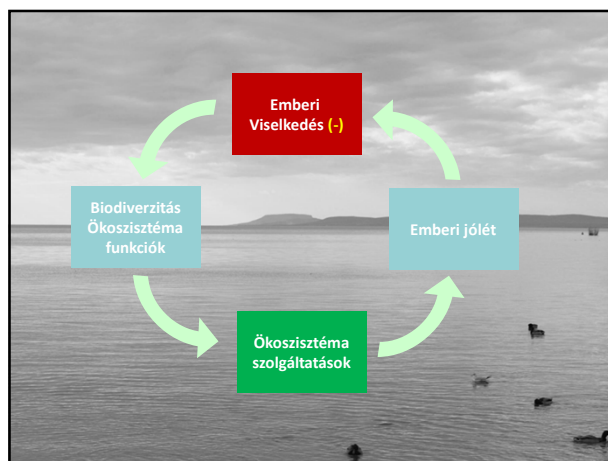 Emberi
Viselkedés (-)
Biodiverzitás
Ökoszisztéma
funkciók
Emberi jólét
Ökoszisztéma
szolgáltatások